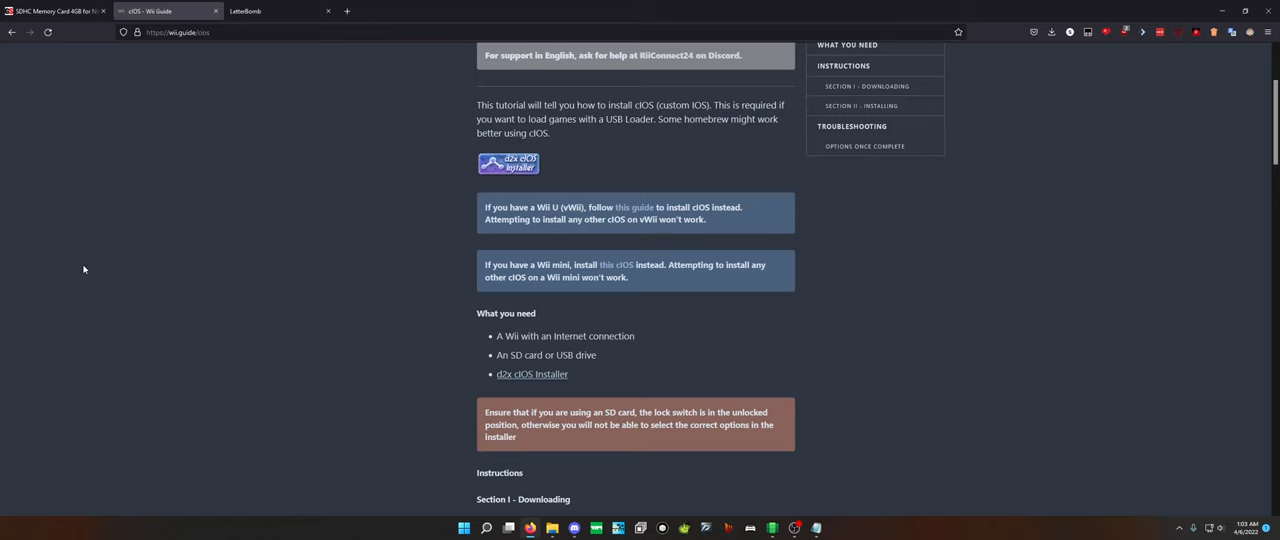 SDHC Memory Card 4GB for N
cIOS - Wii Guide
LetterBomb
https://wii.guide/cios
For support in English, ask for help at RiiConnect24 on Discord.
This tutorial will tell you how to install cIOS (custom IOS). This is required if
you want to load games with a USB Loader. Some homebrew might work
better using cIOS.
d2x cIOS
Installer
If you have a Wii U (vWii), follow this guide to install cIOS instead.
Attempting to install any other cIOS on vWii won't work.
If you have a Wii mini, install this cIOS instead. Attempting to install any
other cIOS on a Wii mini won't work.
What you need
A Wii with an Internet connection
An SD card or USB drive
d2x cIOS Installer
Ensure that if you are using an SD card, the lock switch is in the unlocked
position, otherwise you will not be able to select the correct options in the
installer
Instructions
Section I - Downloading
WHAT YOU NEED
INSTRUCTIONS
SECTION I - DOWNLOADING
SECTION II - INSTALLING
TROUBLESHOOTING
OPTIONS ONCE COMPLETE
1:03 AM
4/6/2022